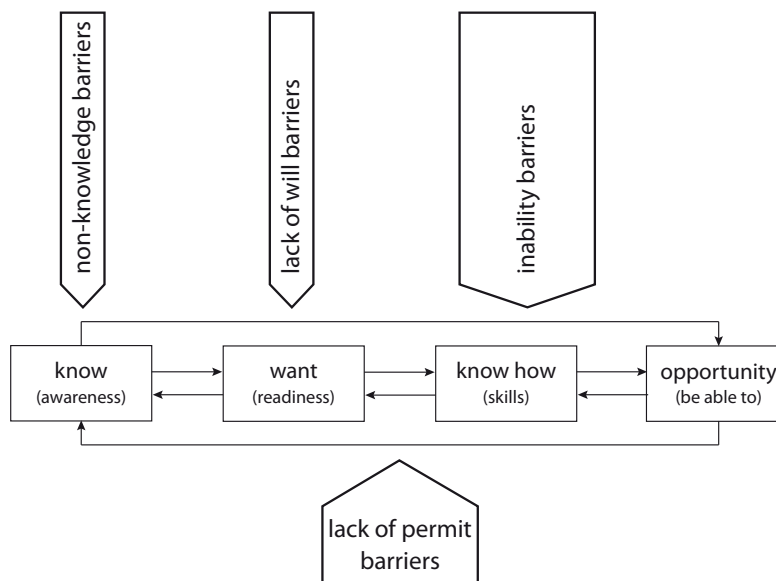 non-knowledge barriers
lack of will barriers
inability barriers
know
(awareness)
want
(readiness)
know how
(skills)
opportunity
(be able to)
lack of permit
barriers